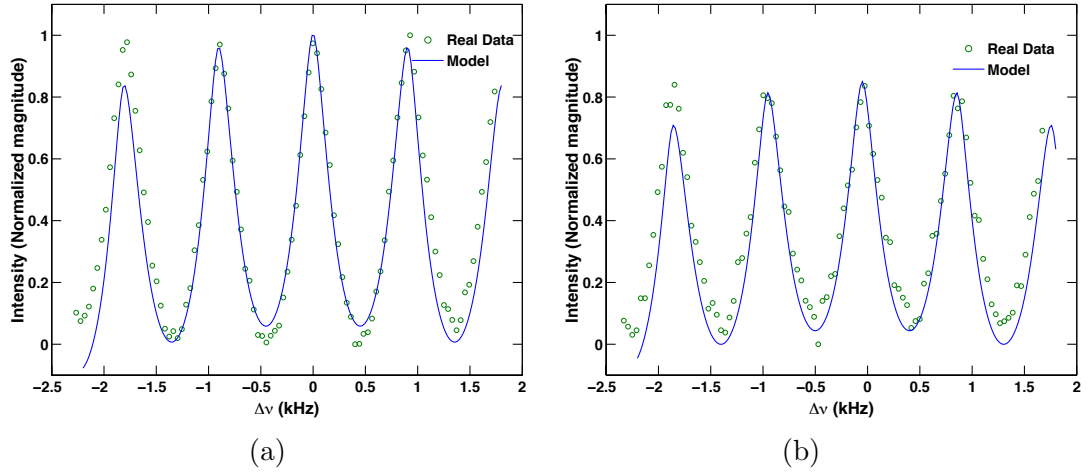 1
0.8
0.6
0.4
0.2
0
Intensity (Normalized magnitude)
Real Data
Model
−2.5 −2 −1.5 −1 −0.5 0 0.5 1 1.5 2
Δν (kHz)
(a)
1
0.8
0.6
0.4
0.2
0
Intensity (Normalized magnitude)
Real Data
Model
−2.5 −2 −1.5 −1 −0.5 0 0.5 1 1.5 2
Δν (kHz)
(b)